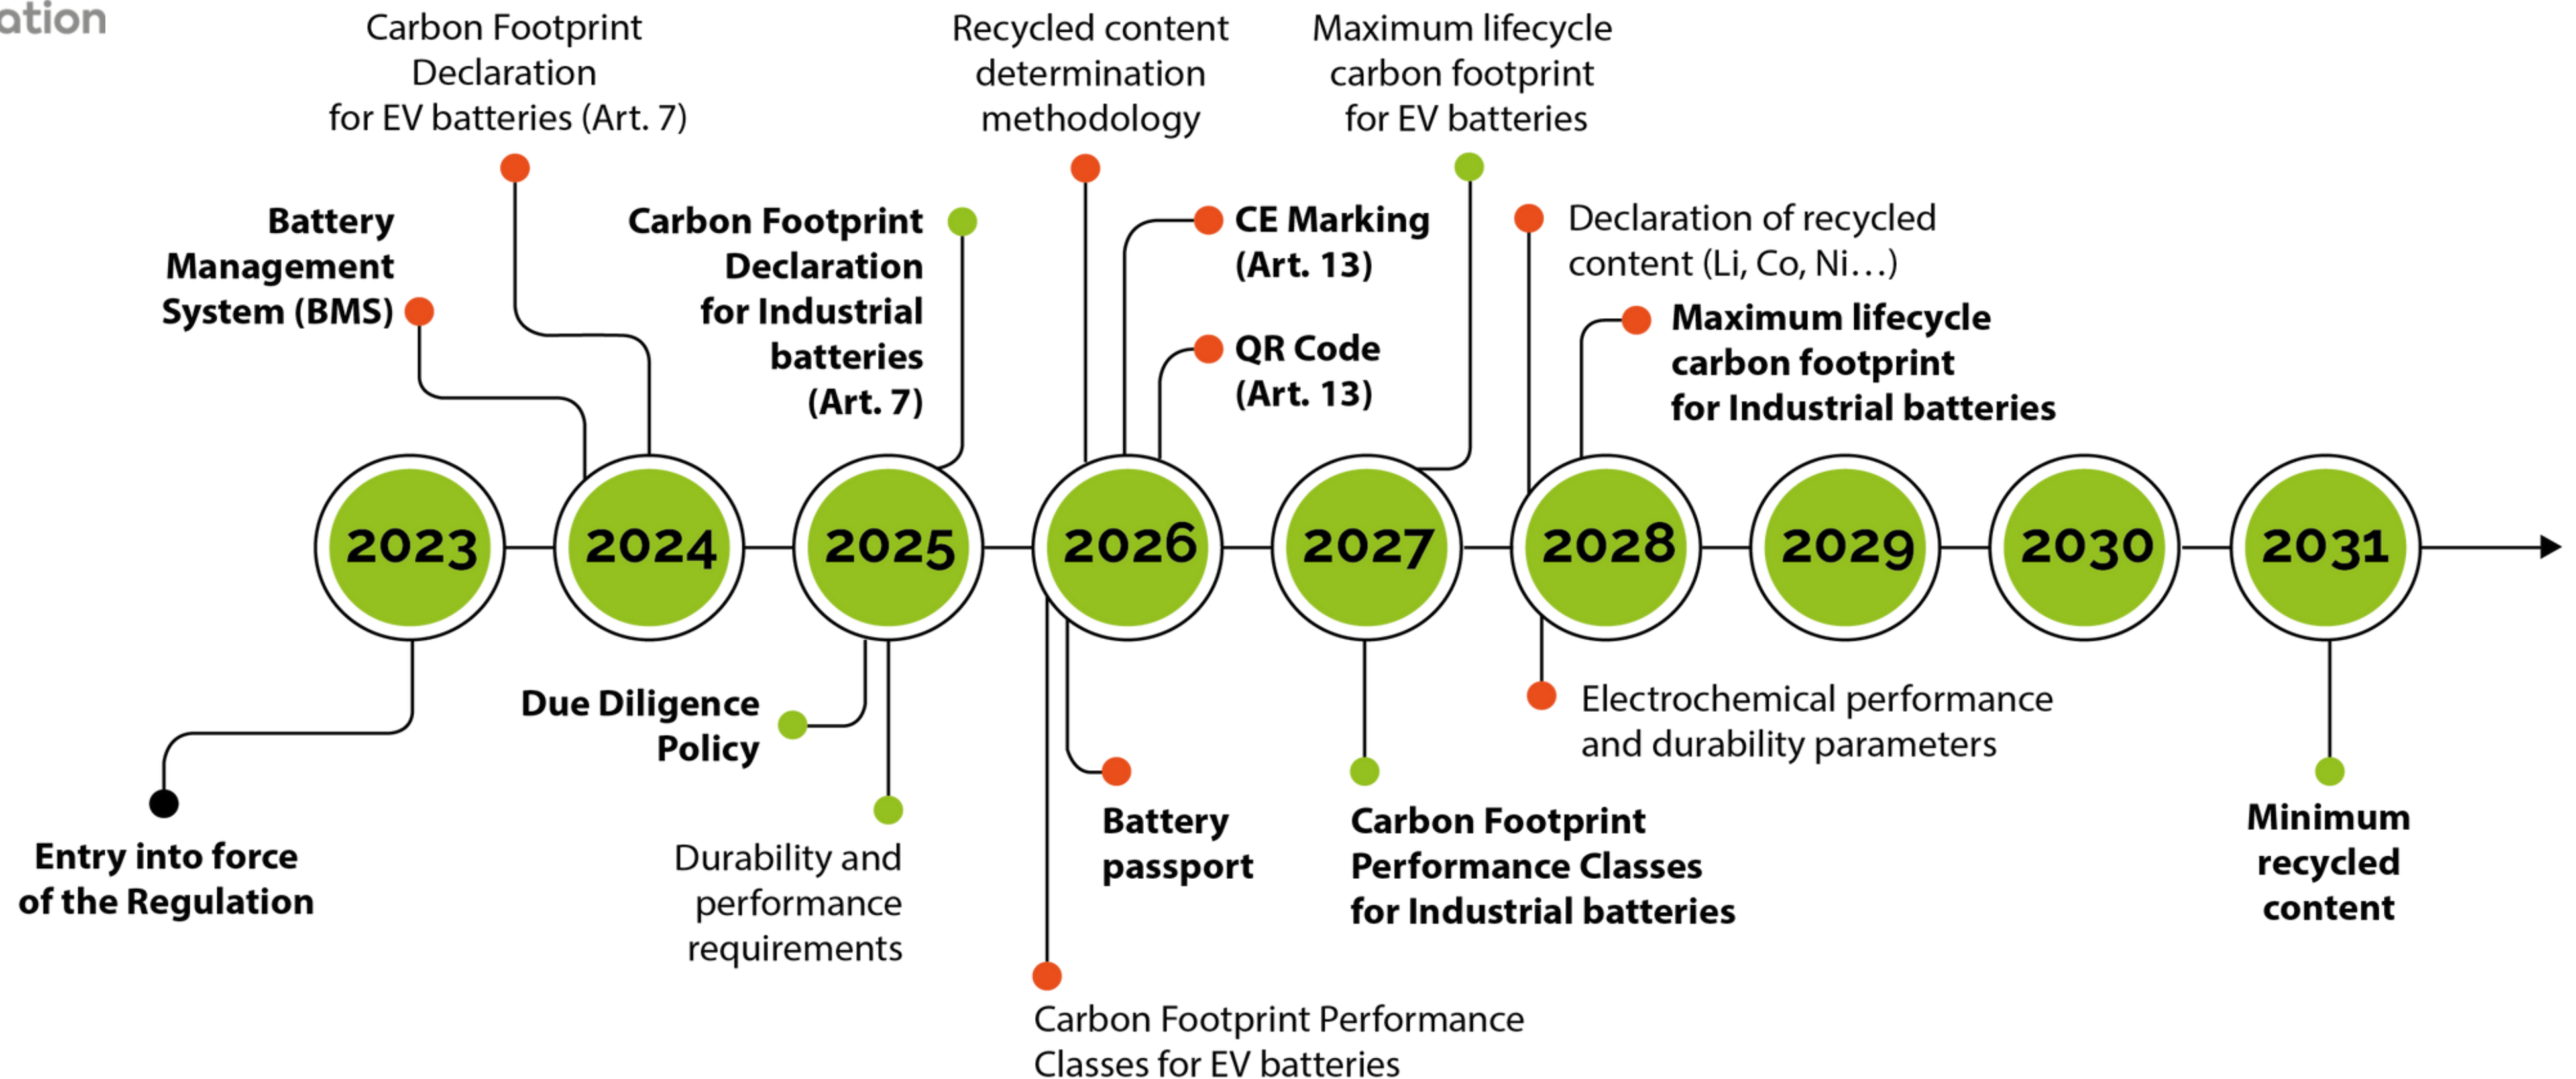 ation
Carbon Footprint
Declaration
for EV batteries (Art. 7)
Recycled content
determination
methodology
Maximum lifecycle
carbon footprint
for EV batteries
Battery
Management
System (BMS)
Carbon Footprint
Declaration
for Industrial
batteries
(Art. 7)
CE Marking
(Art. 13)
QR Code
(Art. 13)
Declaration of recycled
content (Li, Co, Ni…)
Maximum lifecycle
carbon footprint
for Industrial batteries
2023
2024
2025
2026
2027
2028
2029
2030
2031
Entry into force
of the Regulation
Due Diligence
Policy
Durability and
performance
requirements
Battery
passport
Carbon Footprint Performance
Classes for EV batteries
Carbon Footprint
Performance Classes
for Industrial batteries
Electrochemical performance
and durability parameters
Minimum
recycled
content